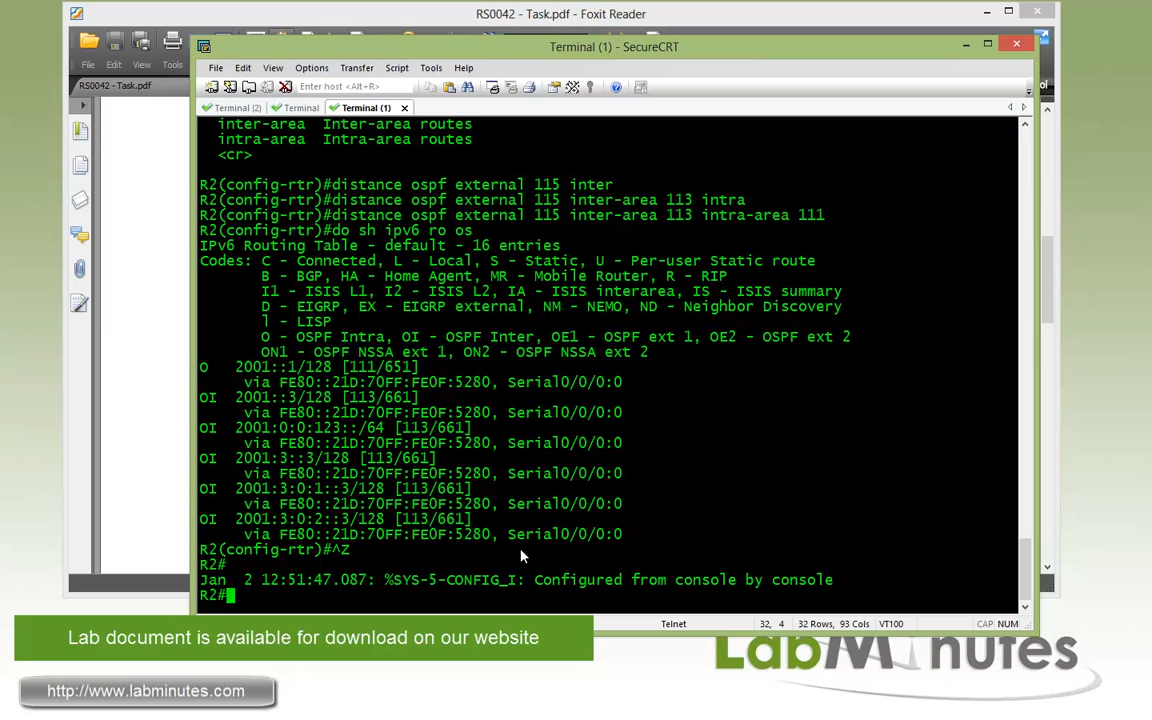 RS0042 - Task.pdf - Foxit Reader
File Edit View Tools
RS0042 - Task.pdf
Terminal (1) - SecureCRT
File Edit View Options Transfer Script Tools Help
Enter host <Alt+R>
Terminal (2) Terminal Terminal (1)
inter-area Inter-area routes
intra-area Intra-area routes
<cr>
R2(config-rtr)#distance ospf external 115 inter
R2(config-rtr)#distance ospf external 115 inter-area 113 intra
R2(config-rtr)#distance ospf external 115 inter-area 113 intra-area 111
R2(config-rtr)#do sh ipv6 ro os
IPv6 Routing Table - default - 16 entries
Codes: C - Connected, L - Local, S - Static, U - Per-user Static route
B - BGP, HA - Home Agent, MR - Mobile Router, R - RIP
I1 - ISIS L1, I2 - ISIS L2, IA - ISIS interarea, IS - ISIS summary
D - EIGRP, EX - EIGRP external, NM - NEMO, ND - Neighbor Discovery
l - LISP
O - OSPF Intra, OI - OSPF Inter, OE1 - OSPF ext 1, OE2 - OSPF ext 2
ON1 - OSPF NSSA ext 1, ON2 - OSPF NSSA ext 2
O 2001::1/128 [111/651]
via FE80::21D:70FF:FE0F:5280, Serial0/0/0:0
OI 2001::3/128 [113/661]
via FE80::21D:70FF:FE0F:5280, Serial0/0/0:0
OI 2001:0:0:123::/64 [113/661]
via FE80::21D:70FF:FE0F:5280, Serial0/0/0:0
OI 2001:3::3/128 [113/661]
via FE80::21D:70FF:FE0F:5280, Serial0/0/0:0
OI 2001:3:0:1::3/128 [113/661]
via FE80::21D:70FF:FE0F:5280, Serial0/0/0:0
OI 2001:3:0:2::3/128 [113/661]
via FE80::21D:70FF:FE0F:5280, Serial0/0/0:0
R2(config-rtr)#^Z
R2#
Jan 2 12:51:47.087: %SYS-5-CONFIG_I: Configured from console by console
R2#
Telnet 32, 4 32 Rows, 93 Cols VT100 CAP NUM
Lab document is available for download on our website
LabMinutes
http://www.labminutes.com